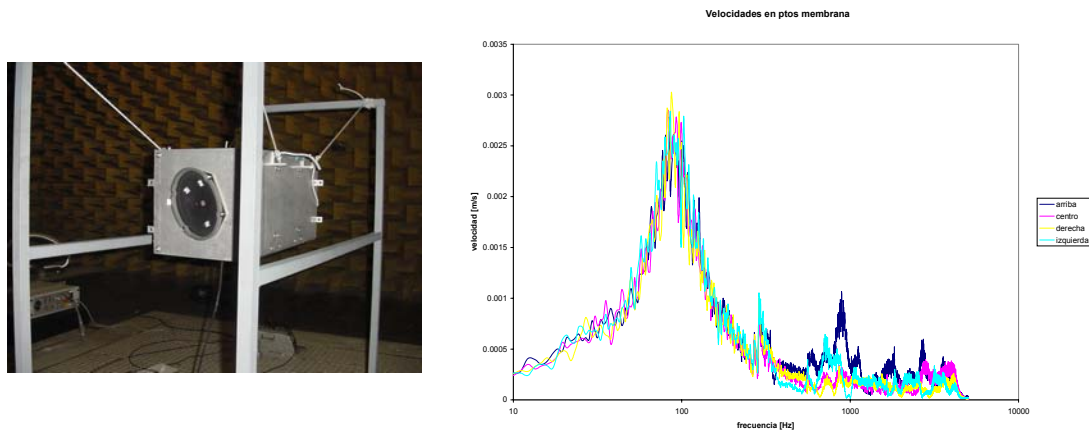 Velocidades en ptos membrana
0.0035
0.003
0.0025
0.002
0.0015
0.001
0.0005
0
velocidad [m/s]
10
100
1000
10000
frecuencia [Hz]
arriba
centro
derecha
izquierda